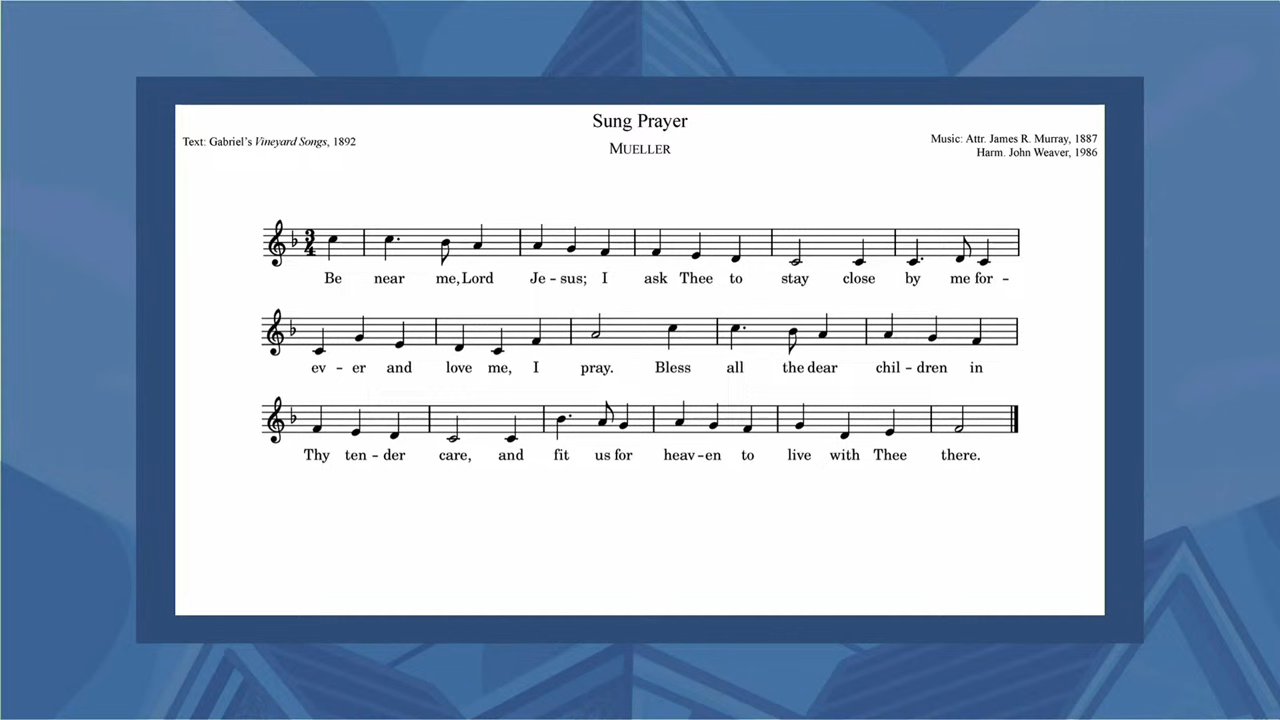 Sung Prayer
Text: Gabriel's Vineyard Songs, 1892
MUELLER
Music: Attr. James R. Murray, 1887
Harm. John Weaver, 1986
3
4
Be near me, Lord Je – sus; I ask Thee to stay close by me for –
ev – er and love me, I pray. Bless all the dear chil – dren in
Thy ten – der care, and fit us for heav – en to live with Thee there.